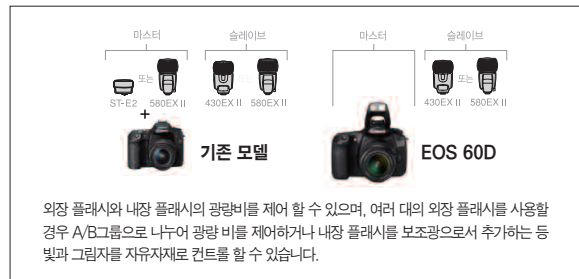 마스터 슬레이브 마스터 슬레이브
또는 또는 또는
ST-E2 580EX II 430EX II 580EX II 430EX II 580EX II
+
기존 모델 EOS 60D
외장 플래시와 내장 플래시의 광량비를 제어 할 수 있으며, 여러 대의 외장 플래시를 사용할
경우 A/B그룹으로 나누어 광량 비를 제어하거나 내장 플래시를 보조광으로서 추가하는 등
빛과 그림자를 자유자재로 컨트롤 할 수 있습니다.